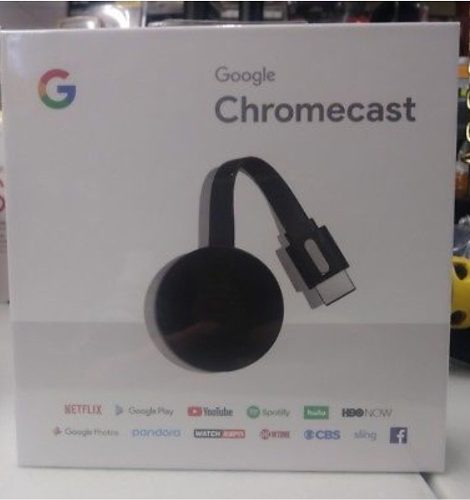 G
Google
Chromecast
NETFLIX Google Play YouTube Spotify hulu HBO NOW
Google Photos pandora WATCH ESPN SHOWTIME CBS sling f